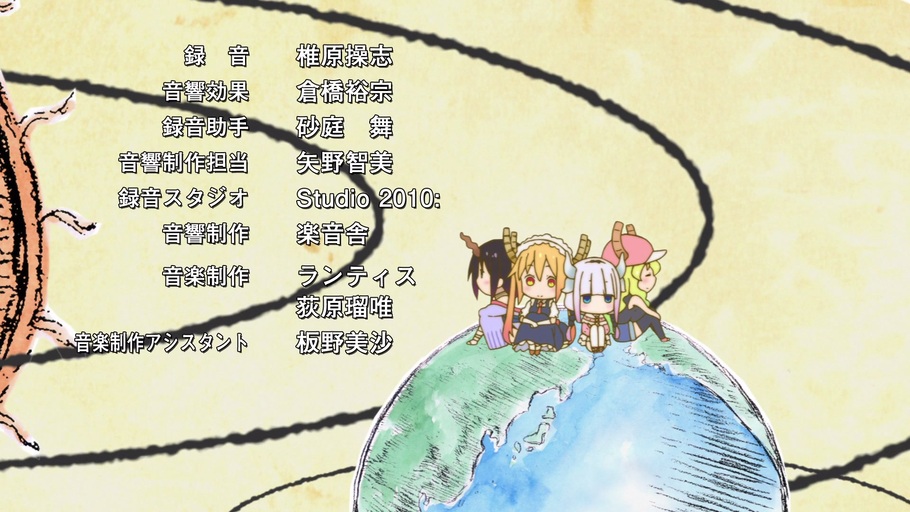 録　音　椎原操志
音響効果　倉橋裕宗
録音助手　砂庭　舞
音響制作担当　矢野智美
録音スタジオ　Studio 2010:
音響制作　楽音舎
音楽制作　ランティス
荻原瑠唯
音楽制作アシスタント　板野美沙